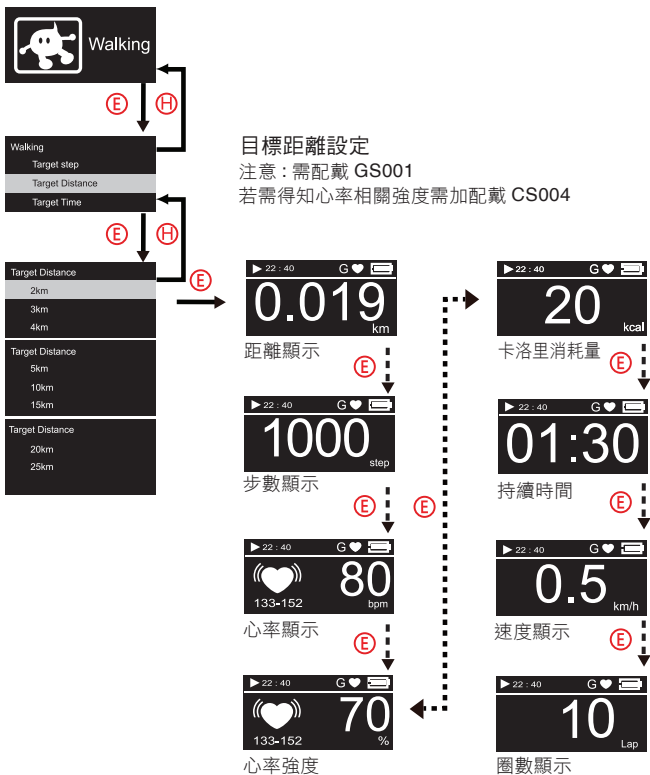 Walking
E H
Walking
Target step
Target Distance
Target Time
E H
Target Distance
2km
3km
4km
Target Distance
5km
10km
15km
Target Distance
20km
25km
E
目標距離設定
注意 : 需配戴 GS001
若需得知心率相關強度需加配戴 CS004
22 : 40 G
0.019
km
距離顯示
E
22 : 40 G
1000
step
步數顯示
E
22 : 40 G
80
133-152 bpm
心率顯示
E
22 : 40 G
70
133-152 %
心率強度
E
22 : 40 G
20
kcal
卡洛里消耗量
E
22 : 40 G
01:30
持續時間
E
22 : 40 G
0.5
km/h
速度顯示
E
22 : 40 G
10
Lap
圈數顯示